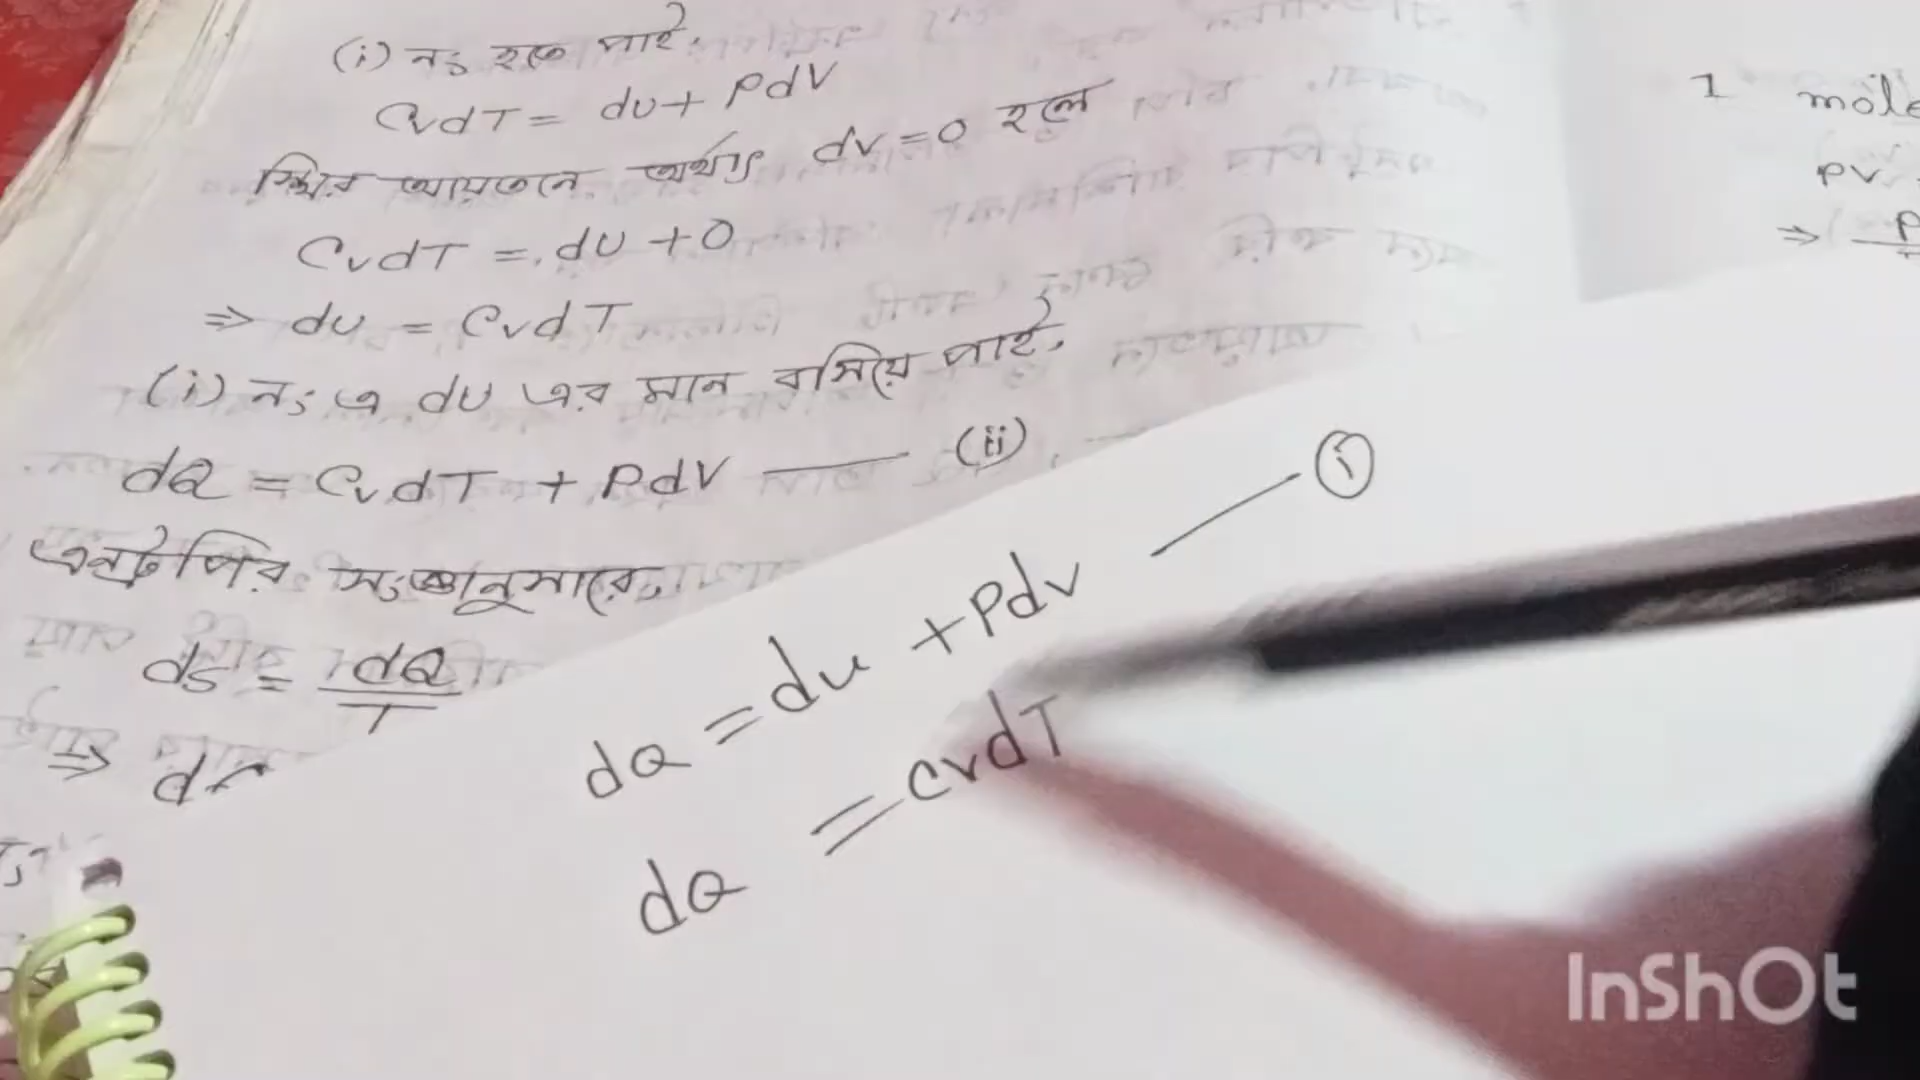 (i) নং হতে পাই,
CvdT = dU + PdV
স্থির আয়তনে অর্থাৎ dV = 0 হলে
CvdT = dU + 0
⇒ dU = CvdT
(i) নং এ dU এর মান বসিয়ে পাই,
dQ = CvdT + PdV —— (ii)
এনট্রপির সংজ্ঞানুসারে,
dS = dQ/T
⇒ d
1 mole
PV
⇒ P
dQ = du + Pdv —— (i)
dQ = CvdT
InShOt